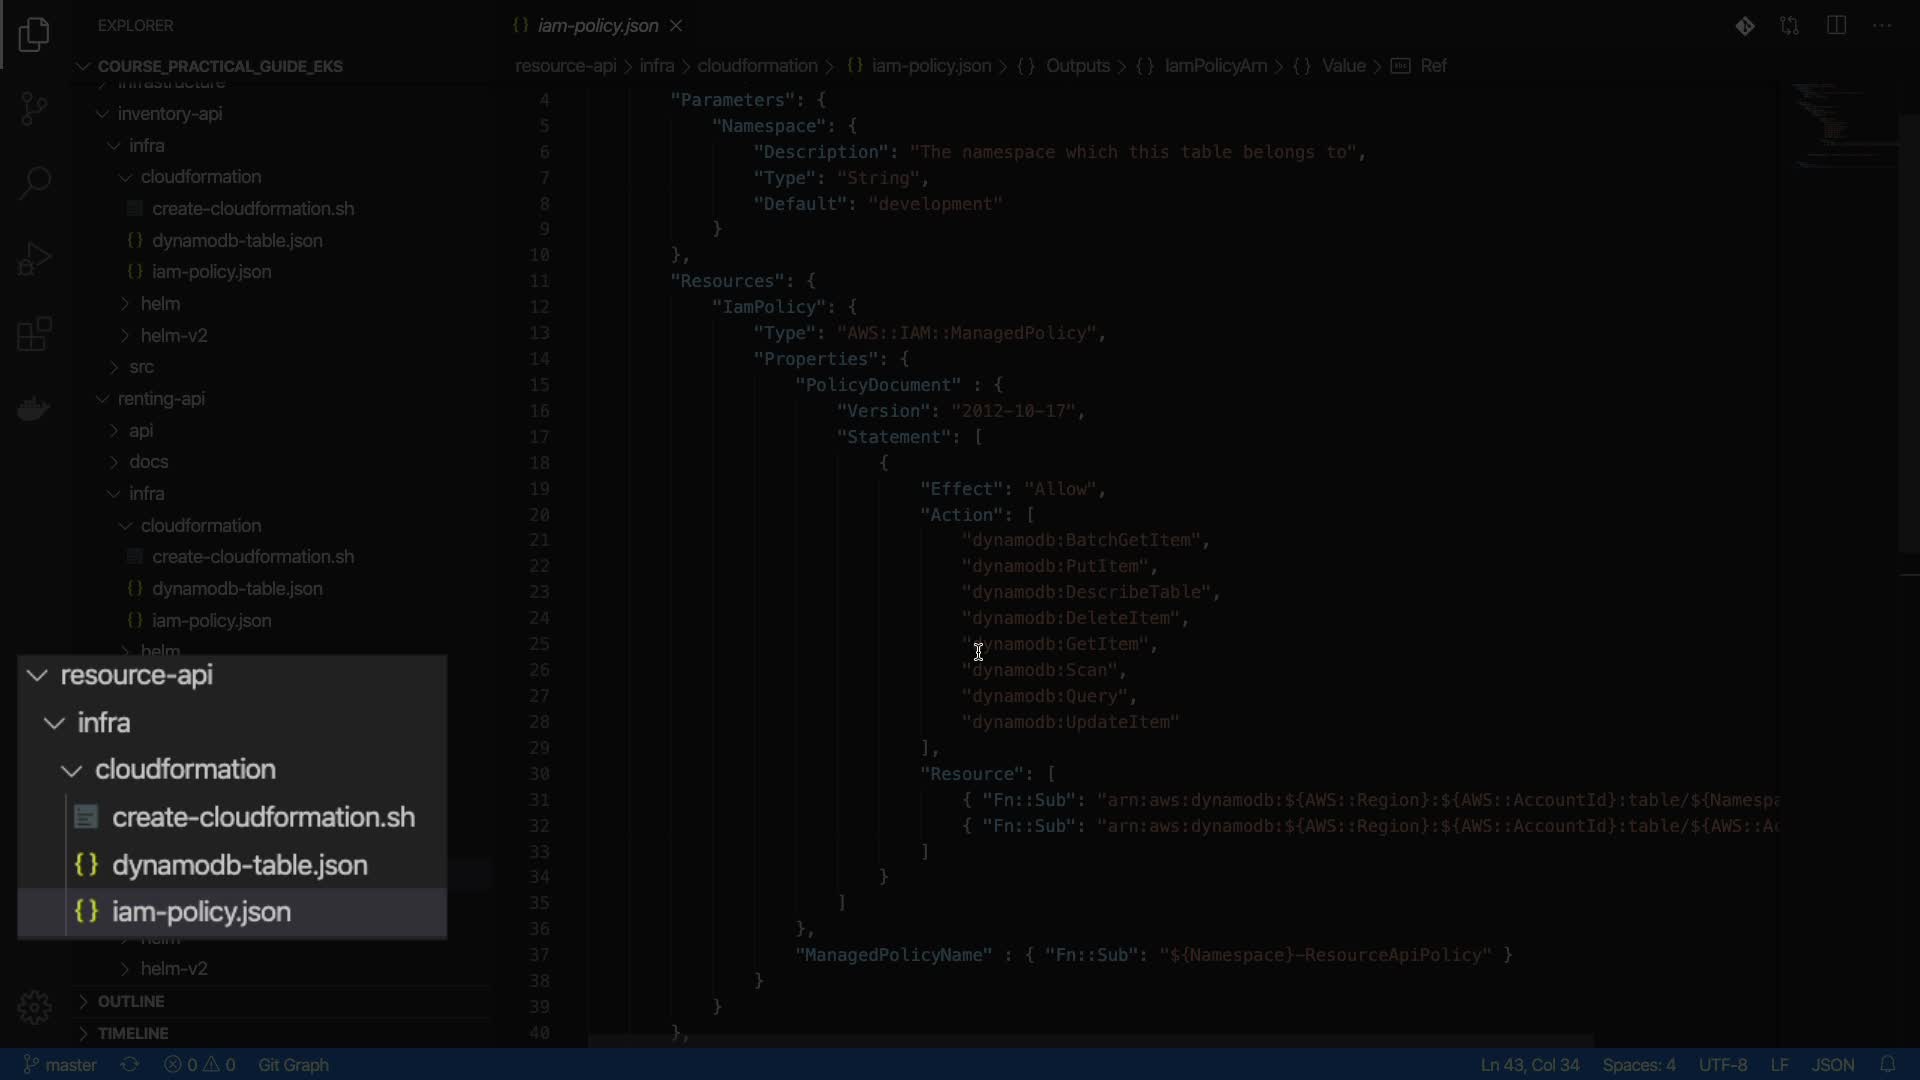 EXPLORER
COURSE_PRACTICAL_GUIDE_EKS
infrastructure
inventory-api
infra
cloudformation
create-cloudformation.sh
dynamodb-table.json
iam-policy.json
helm
helm-v2
src
renting-api
api
docs
infra
cloudformation
create-cloudformation.sh
dynamodb-table.json
iam-policy.json
helm
resource-api
infra
cloudformation
create-cloudformation.sh
dynamodb-table.json
iam-policy.json
helm
helm-v2
OUTLINE
TIMELINE
{} iam-policy.json
resource-api > infra > cloudformation > {} iam-policy.json > {} Outputs > {} IamPolicyArn > {} Value > abc Ref
4 "Parameters": {
5 "Namespace": {
6 "Description": "The namespace which this table belongs to",
7 "Type": "String",
8 "Default": "development"
9 }
10 },
11 "Resources": {
12 "IamPolicy": {
13 "Type": "AWS::IAM::ManagedPolicy",
14 "Properties": {
15 "PolicyDocument" : {
16 "Version": "2012-10-17",
17 "Statement": [
18 {
19 "Effect": "Allow",
20 "Action": [
21 "dynamodb:BatchGetItem",
22 "dynamodb:PutItem",
23 "dynamodb:DescribeTable",
24 "dynamodb:DeleteItem",
25 "dynamodb:GetItem",
26 "dynamodb:Scan",
27 "dynamodb:Query",
28 "dynamodb:UpdateItem"
29 ],
30 "Resource": [
31 { "Fn::Sub": "arn:aws:dynamodb:${AWS::Region}:${AWS::AccountId}:table/${Namespa
32 { "Fn::Sub": "arn:aws:dynamodb:${AWS::Region}:${AWS::AccountId}:table/${AWS::Ac
33 ]
34 }
35 ]
36 },
37 "ManagedPolicyName" : { "Fn::Sub": "${Namespace}-ResourceApiPolicy" }
38 }
39 }
40 },
master 0 0 Git Graph Ln 43, Col 34 Spaces: 4 UTF-8 LF JSON